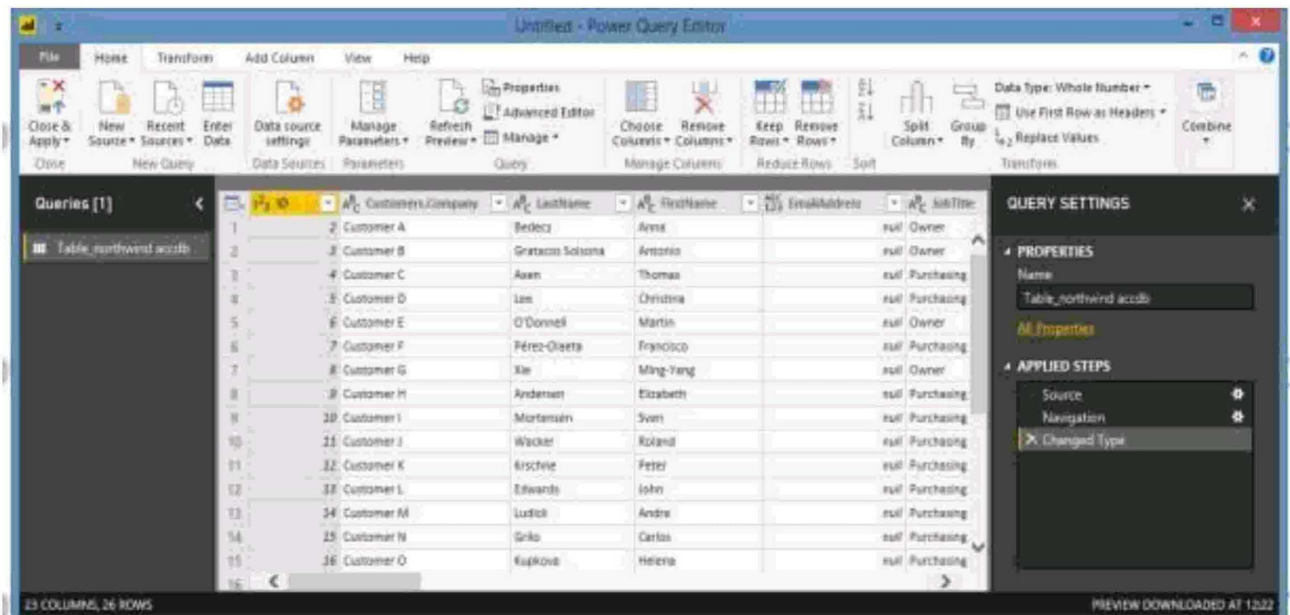 Untitled - Power Query Editor
File Home Transform Add Column View Help
Close & Apply
New Source
Recent Sources
Enter Data
Data source settings
Manage Parameters
Refresh Preview
Properties
Advanced Editor
Manage
Choose Columns
Remove Columns
Keep Rows
Remove Rows
Split Column
Group By
Data Type: Whole Number
Use First Row as Headers
Replace Values
Combine
Close New Query Data Sources Parameters Query Manage Columns Reduce Rows Sort Transform
Queries [1]
Table_northwind accdb
ID Customers.Company LastName FirstName EmailAddress JobTitle
1 2 Customer A Bedecs Anna null Owner
2 3 Customer B Gratacos Solsona Antonio null Owner
3 4 Customer C Axen Thomas null Purchasing
4 5 Customer D Lee Christina null Purchasing
5 6 Customer E O'Donnell Martin null Owner
6 7 Customer F Pérez-Olaeta Francisco null Purchasing
7 8 Customer G Xie Ming-Yang null Owner
8 9 Customer H Andersen Elizabeth null Purchasing
9 10 Customer I Mortensen Sven null Purchasing
10 11 Customer J Wacker Roland null Purchasing
11 12 Customer K Krschne Peter null Purchasing
12 13 Customer L Edwards John null Purchasing
13 14 Customer M Ludick Andre null Purchasing
14 15 Customer N Grilo Carlos null Purchasing
15 16 Customer O Kupkova Helena null Purchasing
16
QUERY SETTINGS
PROPERTIES
Name
Table_northwind accdb
All Properties
APPLIED STEPS
Source
Navigation
Changed Type
23 COLUMNS, 26 ROWS
PREVIEW DOWNLOADED AT 12:22